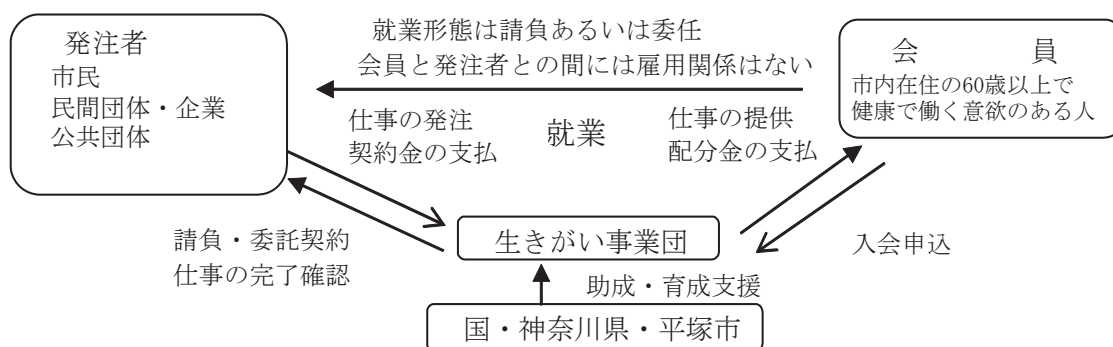 発注者
市民
民間団体・企業
公共団体
就業形態は請負あるいは委任
会員と発注者との間には雇用関係はない
会　　員
市内在住の60歳以上で
健康で働く意欲のある人
仕事の発注
契約金の支払
就業
仕事の提供
配分金の支払
請負・委託契約
仕事の完了確認
生きがい事業団
入会申込
助成・育成支援
国・神奈川県・平塚市